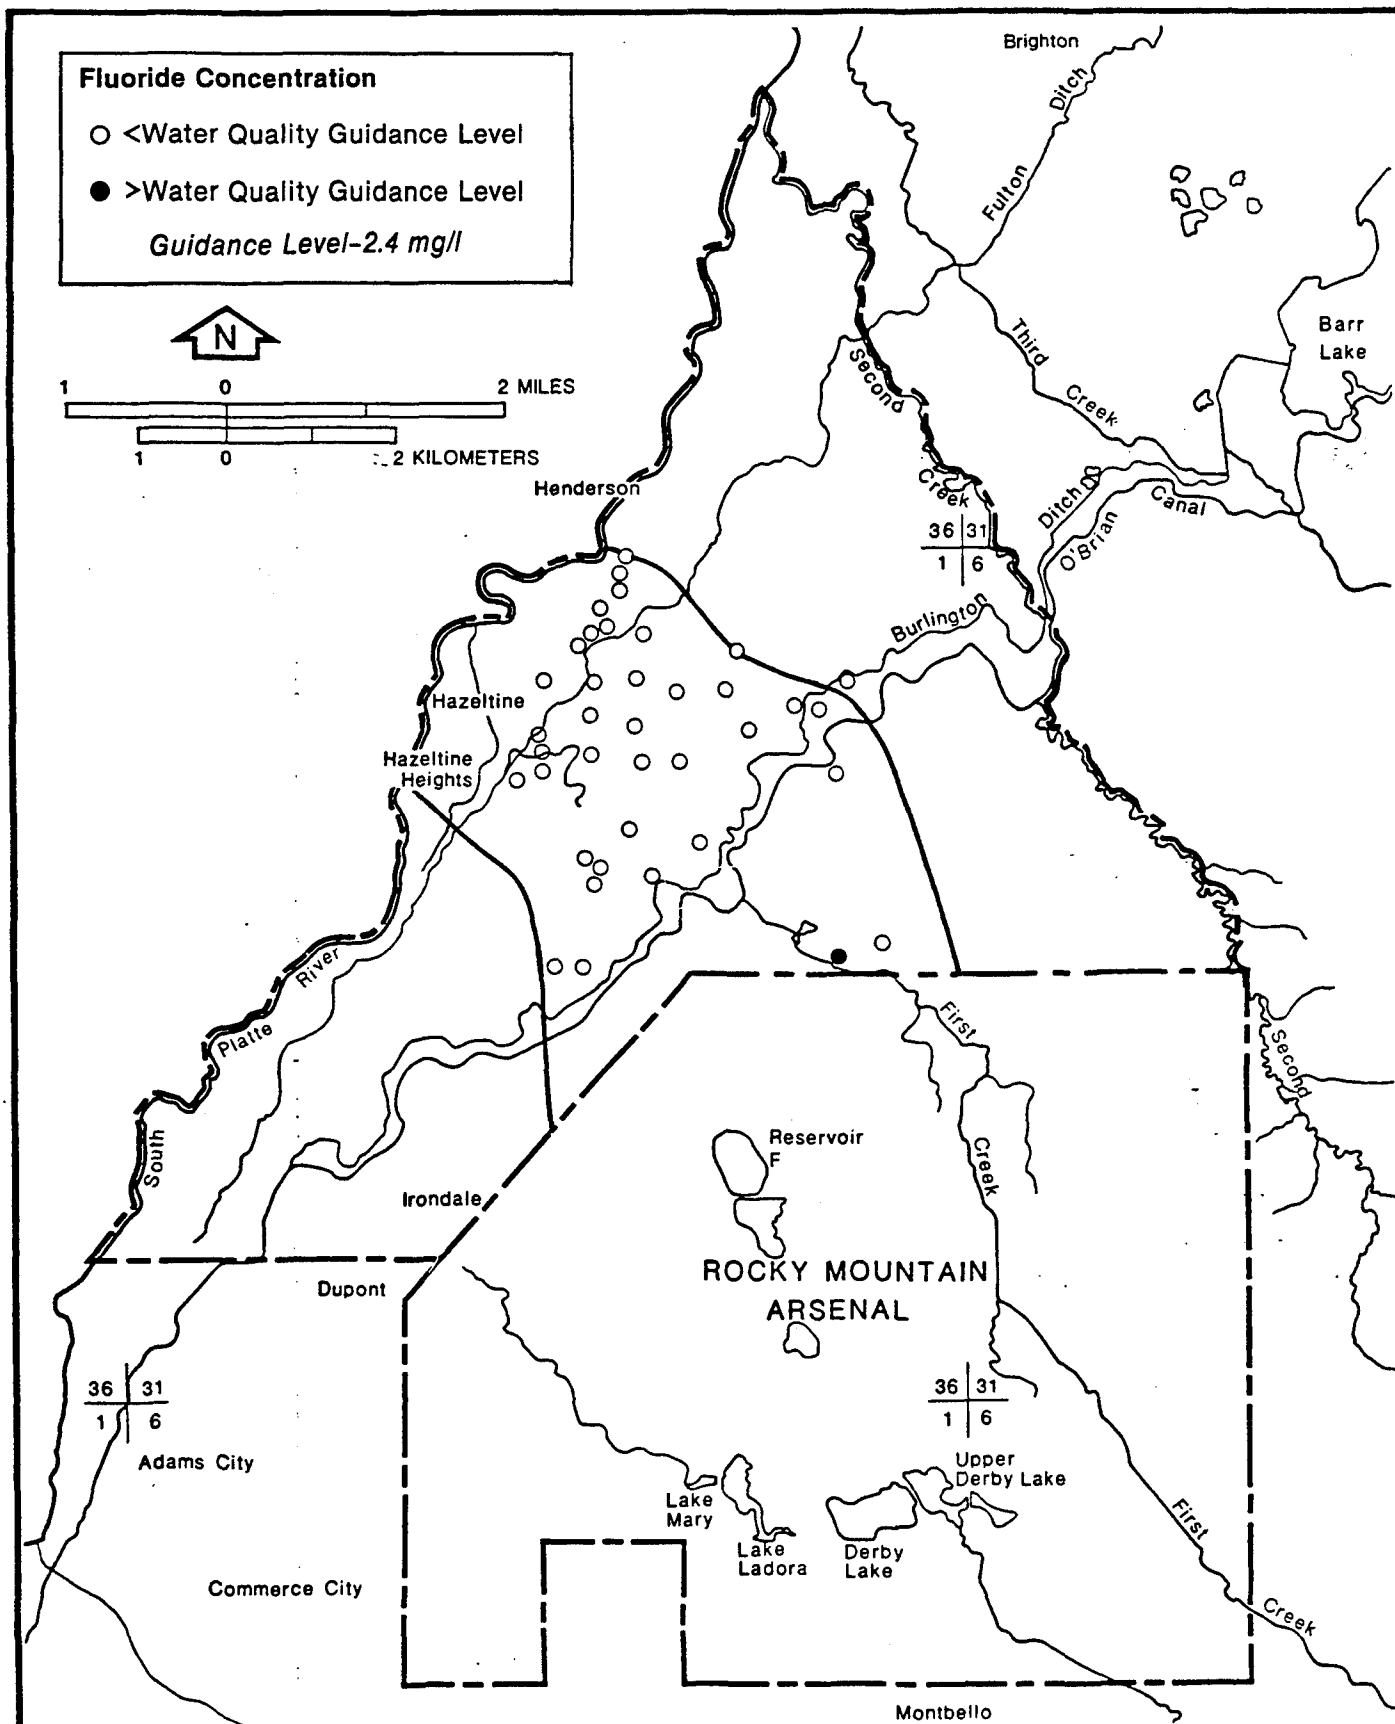 Fluoride Concentration
<Water Quality Guidance Level
>Water Quality Guidance Level
Guidance Level-2.4 mg/l
N
1 0 2 MILES
1 0 2 KILOMETERS
Brighton
Fulton Ditch
Barr
Lake
Third Creek
Second Creek
Henderson
36 31
1 6
Ditch
O'Brian Canal
Burlington
Hazeltine
Hazeltine
Heights
South Platte River
First Creek
Second
Reservoir
F
Irondale
ROCKY MOUNTAIN
ARSENAL
Dupont
36 31
1 6
36 31
1 6
Adams City
Upper
Derby Lake
Lake
Mary
Lake
Ladora
Derby
Lake
First Creek
Commerce City
Montbello